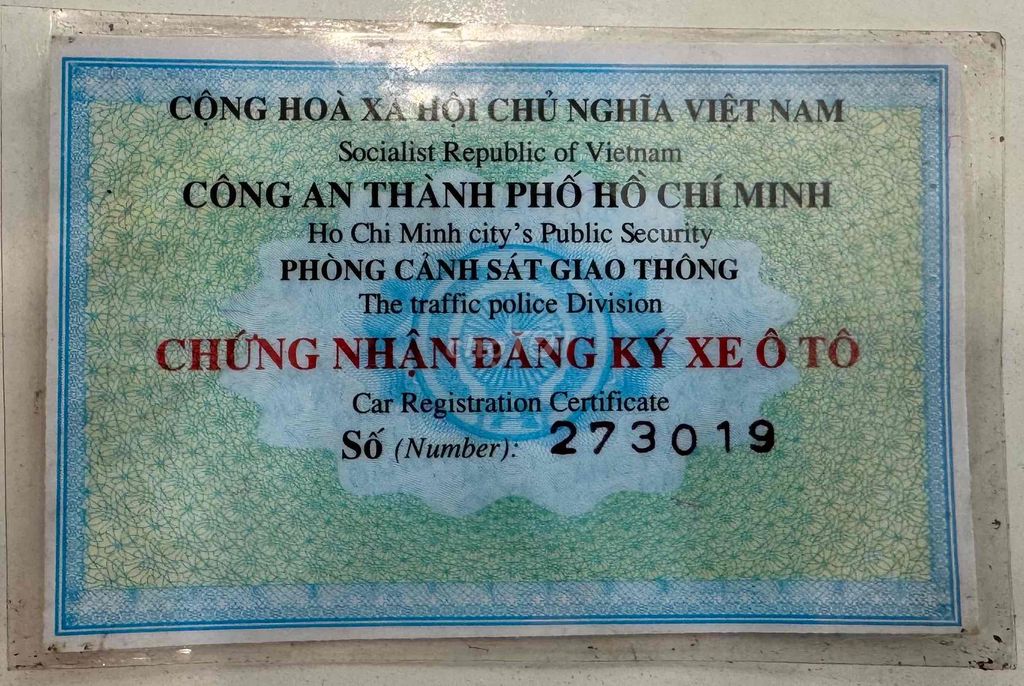 CỘNG HOÀ XÃ HỘI CHỦ NGHĨA VIỆT NAM
Socialist Republic of Vietnam
CÔNG AN THÀNH PHỐ HỒ CHÍ MINH
Ho Chi Minh city's Public Security
PHÒNG CẢNH SÁT GIAO THÔNG
The traffic police Division
CHỨNG NHẬN ĐĂNG KÝ XE Ô TÔ
Car Registration Certificate
Số (Number): 273019